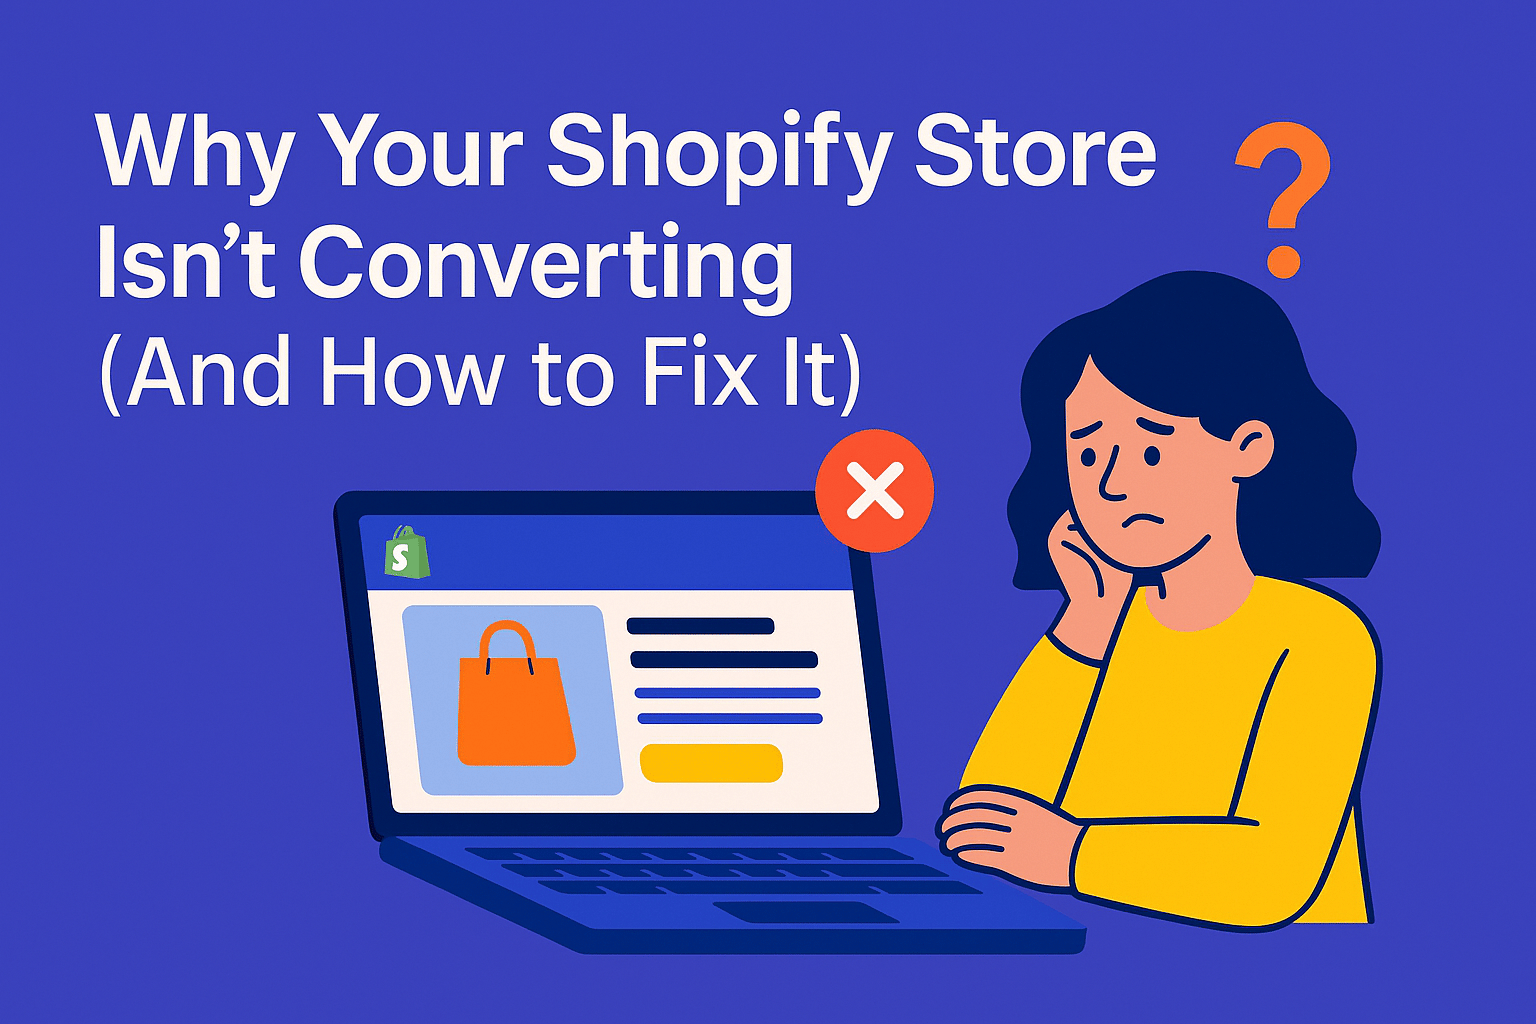 Why Your Shopify Store
Isn’t Converting
(And How to Fix It)
?
S